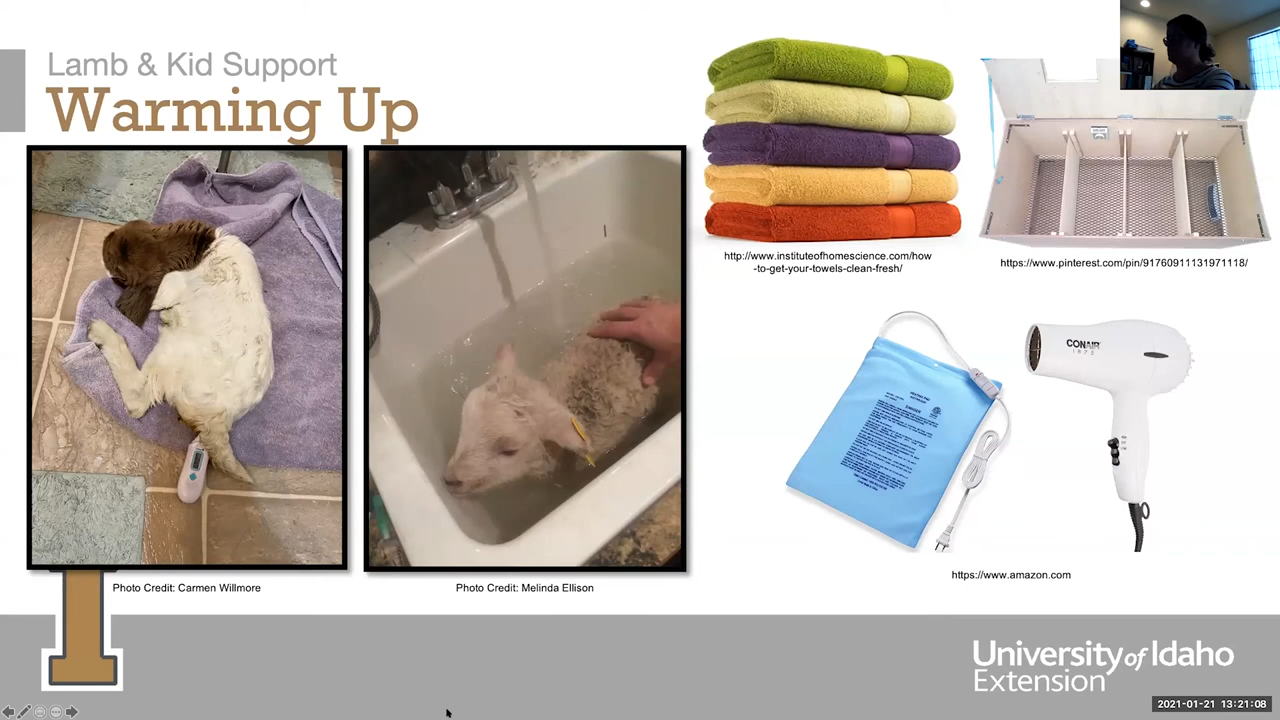 Lamb & Kid Support
Warming Up
http://www.instituteofhomescience.com/how
-to-get-your-towels-clean-fresh/
https://www.pinterest.com/pin/91760911131971118/
CONAIR
1875
DANGER
https://www.amazon.com
Photo Credit: Carmen Willmore
Photo Credit: Melinda Ellison
I
University of Idaho
Extension
2021-01-21 13:21:08